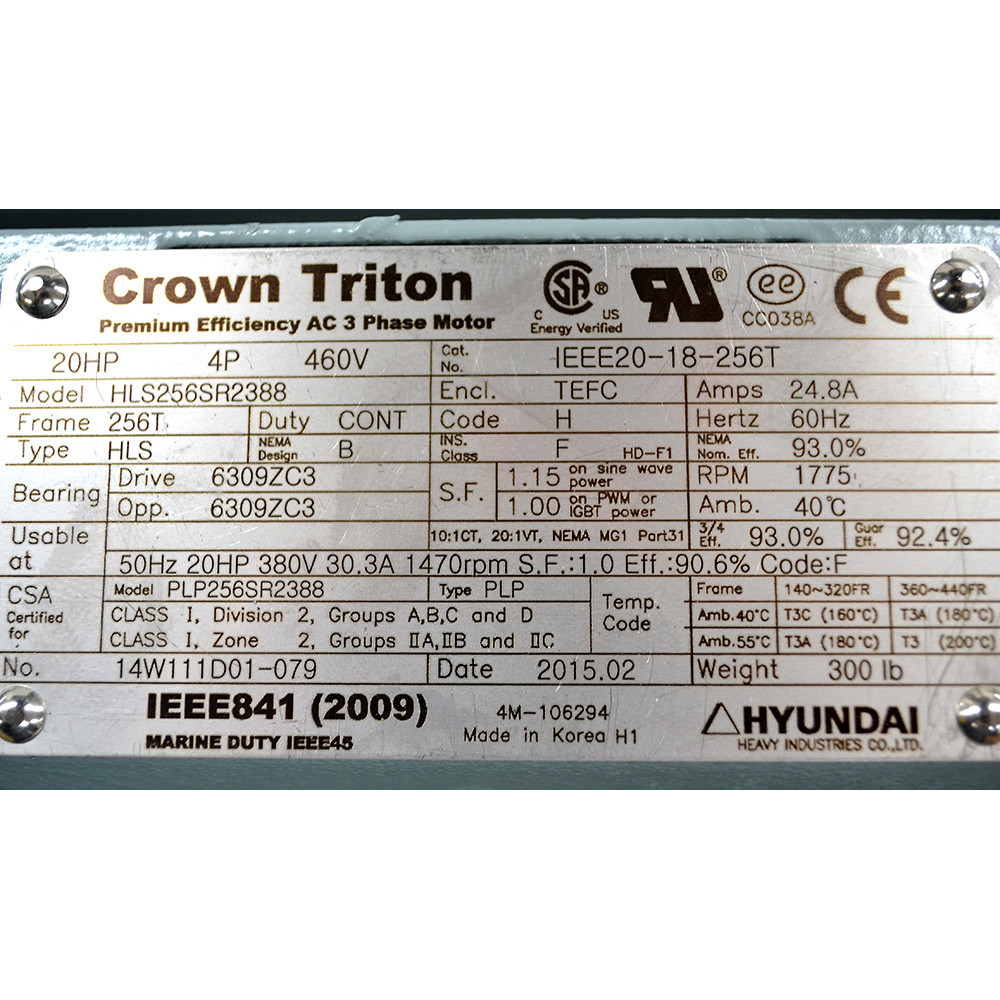 Crown Triton
Premium Efficiency AC 3 Phase Motor
SA ®
C US
Energy Verified
RU ®
ee
CC038A
CE
20HP 4P 460V Cat. No. IEEE20-18-256T
Model HLS256SR2388 Encl. TEFC Amps 24.8A
Frame 256T Duty CONT Code H Hertz 60Hz
Type HLS NEMA Design B INS. Class F HD-F1 NEMA Nom. Eff. 93.0%
Bearing Drive 6309ZC3 S.F. 1.15 on sine wave power RPM 1775
Opp. 6309ZC3 1.00 on PWM or IGBT power Amb. 40℃
Usable at 10:1CT, 20:1VT, NEMA MG1 Part31 3/4 Eff. 93.0% Guar Eff. 92.4%
50Hz 20HP 380V 30.3A 1470rpm S.F.:1.0 Eff.:90.6% Code:F
CSA Certified for Model PLP256SR2388 Type PLP Temp. Code Frame 140~320FR 360~440FR
CLASS I, Division 2, Groups A,B,C and D Amb.40℃ T3C (160℃) T3A (180℃)
CLASS I, Zone 2, Groups ⅡA,ⅡB and ⅡC Amb.55℃ T3A (180℃) T3 (200℃)
No. 14W111D01-079 Date 2015.02 Weight 300 lb
IEEE841 (2009)
MARINE DUTY IEEE45
4M-106294
Made in Korea H1
HYUNDAI
HEAVY INDUSTRIES CO.,LTD.